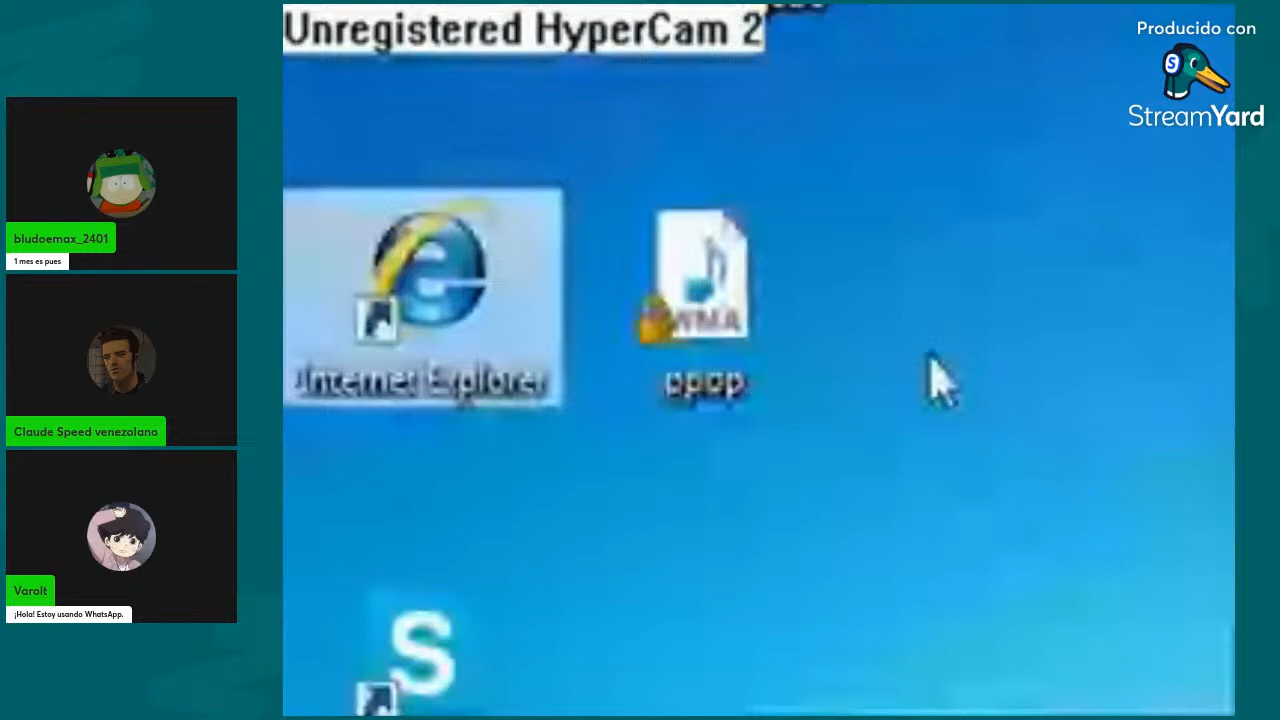 Unregistered HyperCam 2
Producido con
StreamYard
bludoemax_2401
1 mes es pues
Internet Explorer
WMA
Claude Speed venezolano
Varolt
¡Hola! Estoy usando WhatsApp.
S